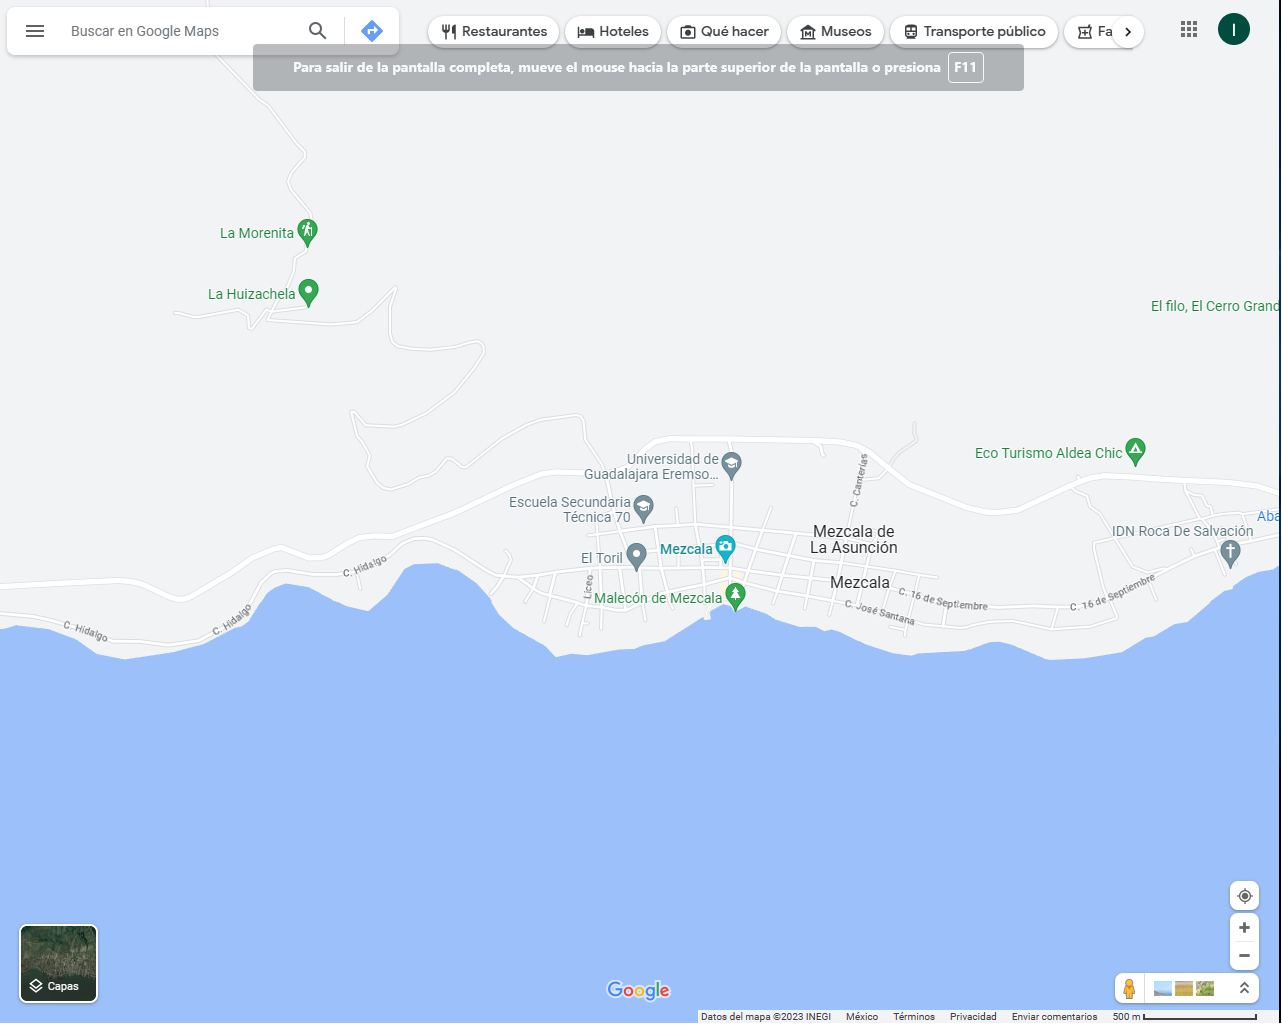 Buscar en Google Maps
Restaurantes
Hoteles
Qué hacer
Museos
Transporte público
Fa
I
Para salir de la pantalla completa, mueve el mouse hacia la parte superior de la pantalla o presiona F11
La Morenita
La Huizachela
El filo, El Cerro Grand
Universidad de
Guadalajara Eremso...
Eco Turismo Aldea Chic
C. Canterías
Escuela Secundaria
Técnica 70
Mezcala de
La Asunción
Aba
IDN Roca De Salvación
Mezcala
El Toril
C. Hidalgo
Liceo
Mezcala
Malecón de Mezcala
C. 16 de Septiembre
C. 16 de Septiembre
C. José Santana
C. Hidalgo
C. Hidalgo
Capas
Google
Datos del mapa ©2023 INEGI
México
Términos
Privacidad
Enviar comentarios
500 m